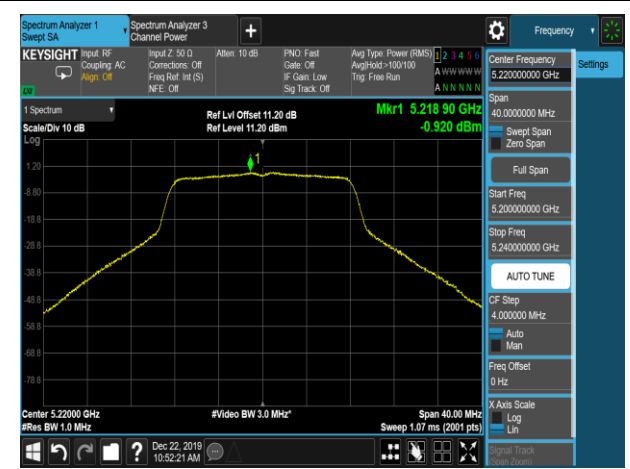 Spectrum Analyzer 1
Swept SA
Spectrum Analyzer 3
Channel Power
Frequency
KEYSIGHT
Input: RF
Coupling: AC
Align: Off
Input Z: 50 Ω
Corrections: Off
Freq Ref: Int (S)
NFE: Off
Atten: 10 dB
PNO: Fast
Gate: Off
IF Gain: Low
Sig Track: Off
Avg Type: Power (RMS)
Avg|Hold:>100/100
Trig: Free Run
1 2 3 4 5 6
A W W W W W
A N N N N N
LXI
1 Spectrum
Scale/Div 10 dB
Log
Ref Lvl Offset 11.20 dB
Ref Level 11.20 dBm
Mkr1 5.218 90 GHz
-0.920 dBm
1
1.20
-8.80
-18.8
-28.8
-38.8
-48.8
-58.8
-68.8
-78.8
Center 5.22000 GHz
#Res BW 1.0 MHz
#Video BW 3.0 MHz*
Span 40.00 MHz
Sweep 1.07 ms (2001 pts)
Center Frequency
5.220000000 GHz
Span
40.0000000 MHz
Swept Span
Zero Span
Full Span
Start Freq
5.200000000 GHz
Stop Freq
5.240000000 GHz
AUTO TUNE
CF Step
4.000000 MHz
Auto
Man
Freq Offset
0 Hz
X Axis Scale
Log
Lin
Signal Track
(Span Zoom)
Settings
?
Dec 22, 2019
10:52:21 AM